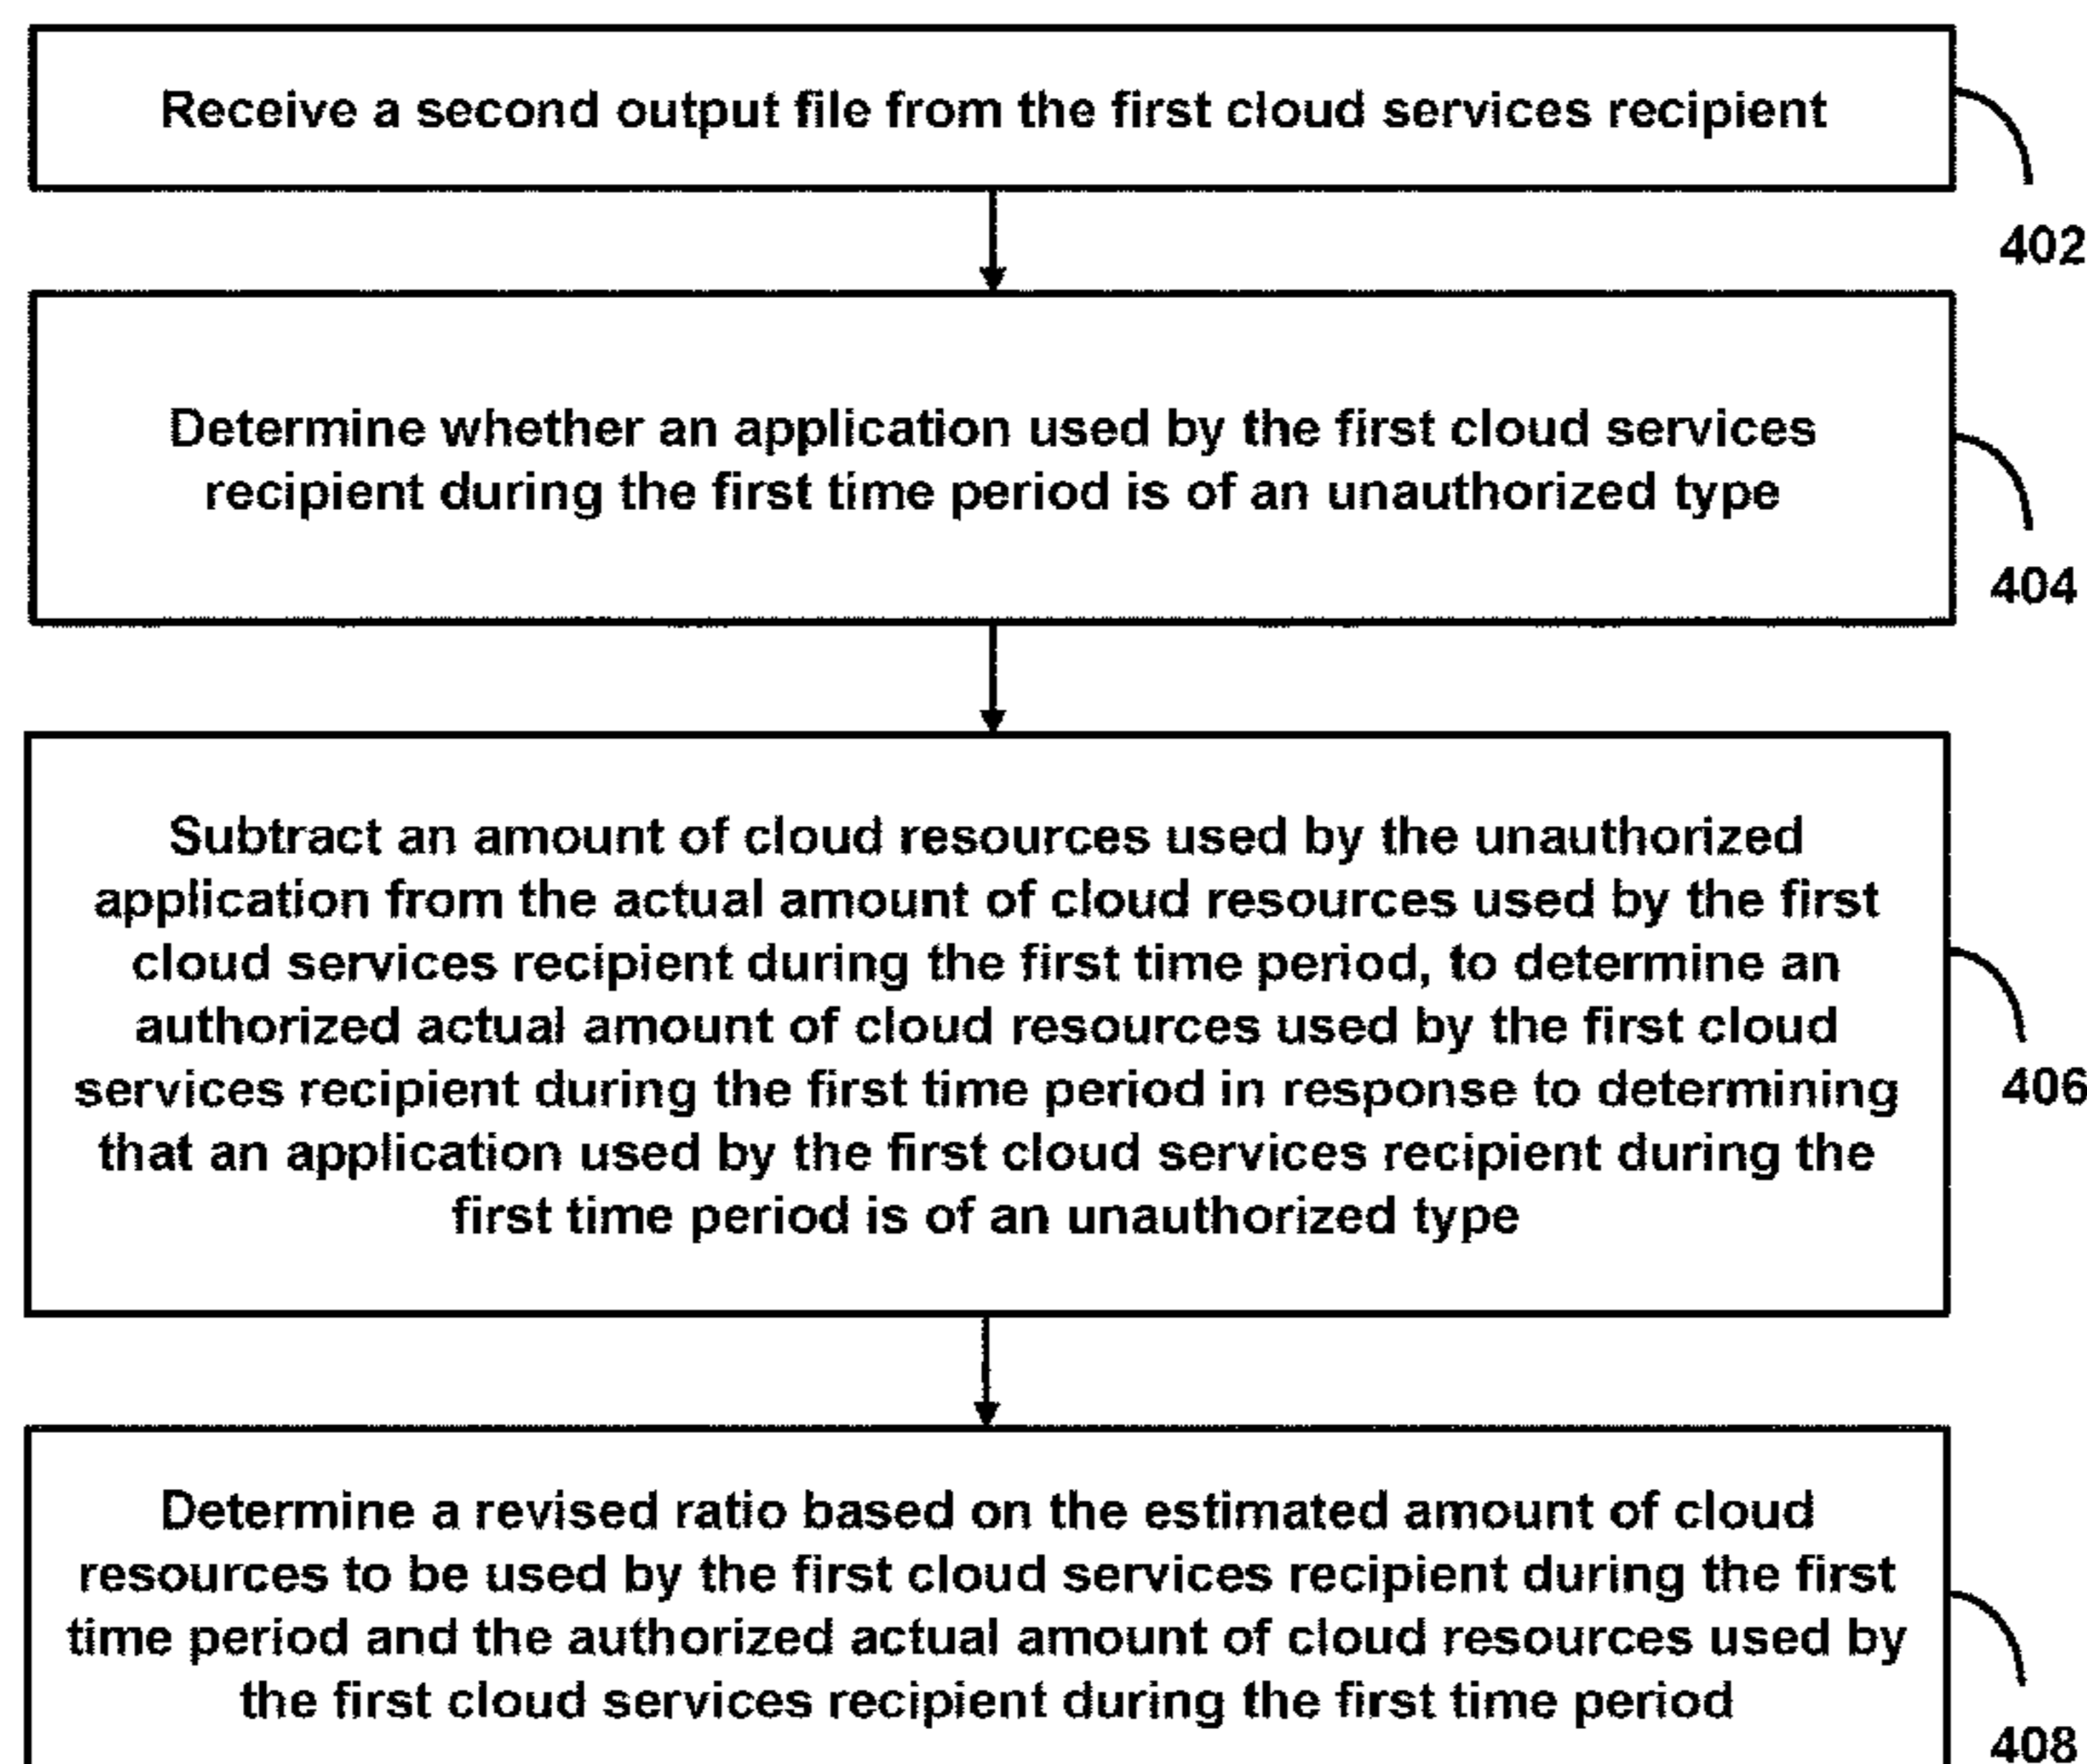 Receive a second output file from the first cloud services recipient
402
Determine whether an application used by the first cloud services
recipient during the first time period is of an unauthorized type
404
Subtract an amount of cloud resources used by the unauthorized
application from the actual amount of cloud resources used by the first
cloud services recipient during the first time period, to determine an
authorized actual amount of cloud resources used by the first cloud
services recipient during the first time period in response to determining
that an application used by the first cloud services recipient during the
first time period is of an unauthorized type
406
Determine a revised ratio based on the estimated amount of cloud
resources to be used by the first cloud services recipient during the first
time period and the authorized actual amount of cloud resources used by
the first cloud services recipient during the first time period
408